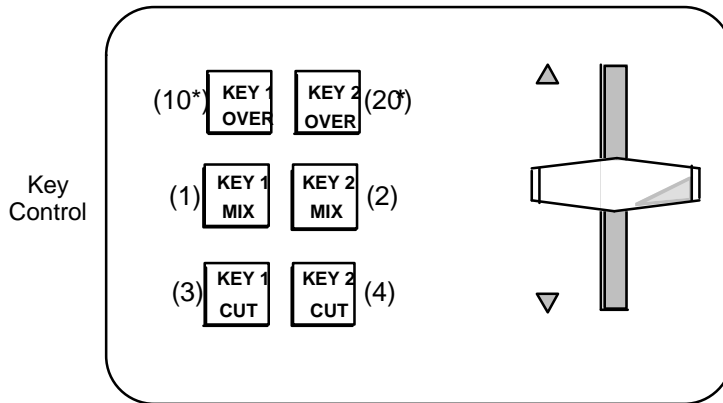 (10*) KEY 1 OVER KEY 2 OVER (20*)
Key Control
(1) KEY 1 MIX KEY 2 MIX (2)
(3) KEY 1 CUT KEY 2 CUT (4)